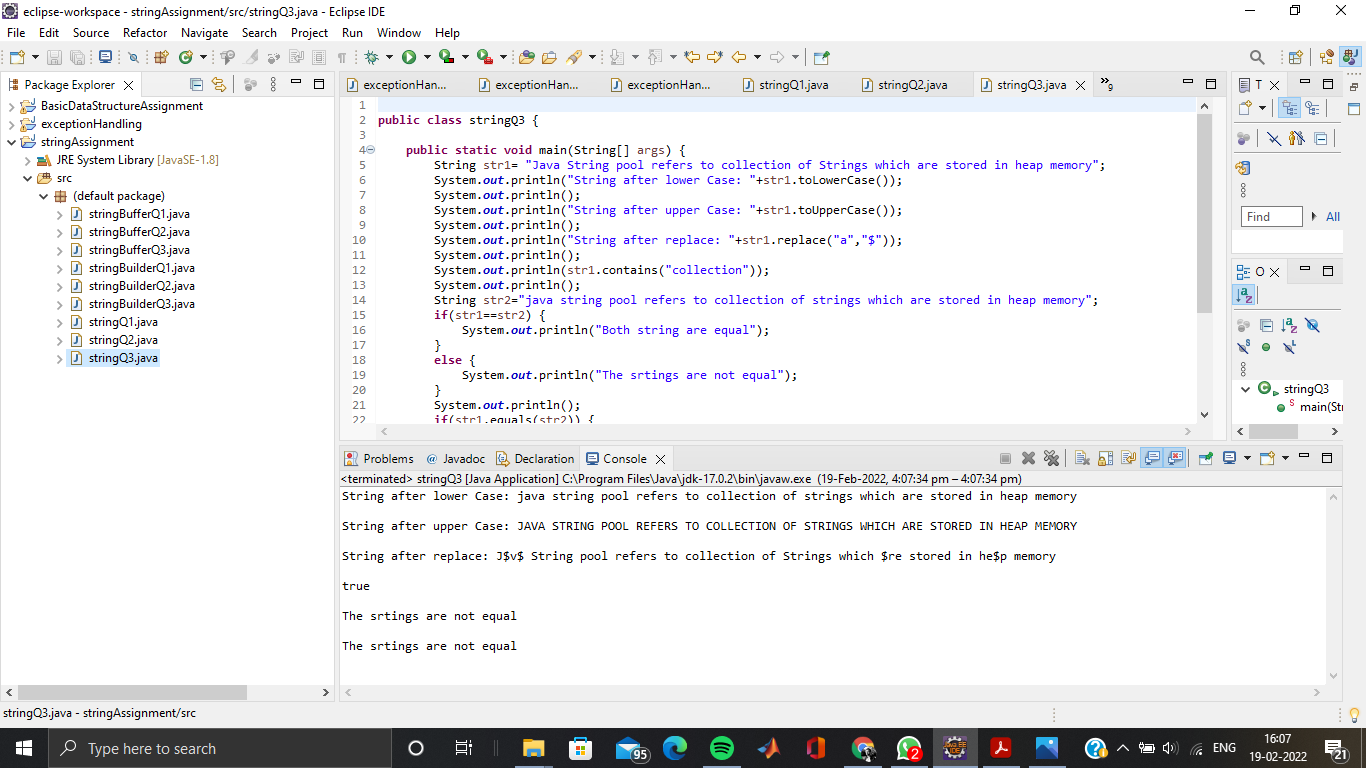 eclipse-workspace - stringAssignment/src/stringQ3.java - Eclipse IDE
File Edit Source Refactor Navigate Search Project Run Window Help
Package Explorer
BasicDataStructureAssignment
exceptionHandling
stringAssignment
JRE System Library [JavaSE-1.8]
src
(default package)
stringBufferQ1.java
stringBufferQ2.java
stringBufferQ3.java
stringBuilderQ1.java
stringBuilderQ2.java
stringBuilderQ3.java
stringQ1.java
stringQ2.java
stringQ3.java
exceptionHan... exceptionHan... exceptionHan... stringQ1.java stringQ2.java stringQ3.java »9
1
2 public class stringQ3 {
3
4 public static void main(String[] args) {
5 String str1= "Java String pool refers to collection of Strings which are stored in heap memory";
6 System.out.println("String after lower Case: "+str1.toLowerCase());
7 System.out.println();
8 System.out.println("String after upper Case: "+str1.toUpperCase());
9 System.out.println();
10 System.out.println("String after replace: "+str1.replace("a","$"));
11 System.out.println();
12 System.out.println(str1.contains("collection"));
13 System.out.println();
14 String str2="java string pool refers to collection of strings which are stored in heap memory";
15 if(str1==str2) {
16 System.out.println("Both string are equal");
17 }
18 else {
19 System.out.println("The srtings are not equal");
20 }
21 System.out.println();
22 if(str1.equals(str2)) {
T
Find All
O
stringQ3
main(Stri
Problems @ Javadoc Declaration Console
<terminated> stringQ3 [Java Application] C:\Program Files\Java\jdk-17.0.2\bin\javaw.exe (19-Feb-2022, 4:07:34 pm – 4:07:34 pm)
String after lower Case: java string pool refers to collection of strings which are stored in heap memory
String after upper Case: JAVA STRING POOL REFERS TO COLLECTION OF STRINGS WHICH ARE STORED IN HEAP MEMORY
String after replace: J$v$ String pool refers to collection of Strings which $re stored in he$p memory
true
The srtings are not equal
The srtings are not equal
stringQ3.java - stringAssignment/src
Type here to search
95
2
ENG
16:07
19-02-2022
21